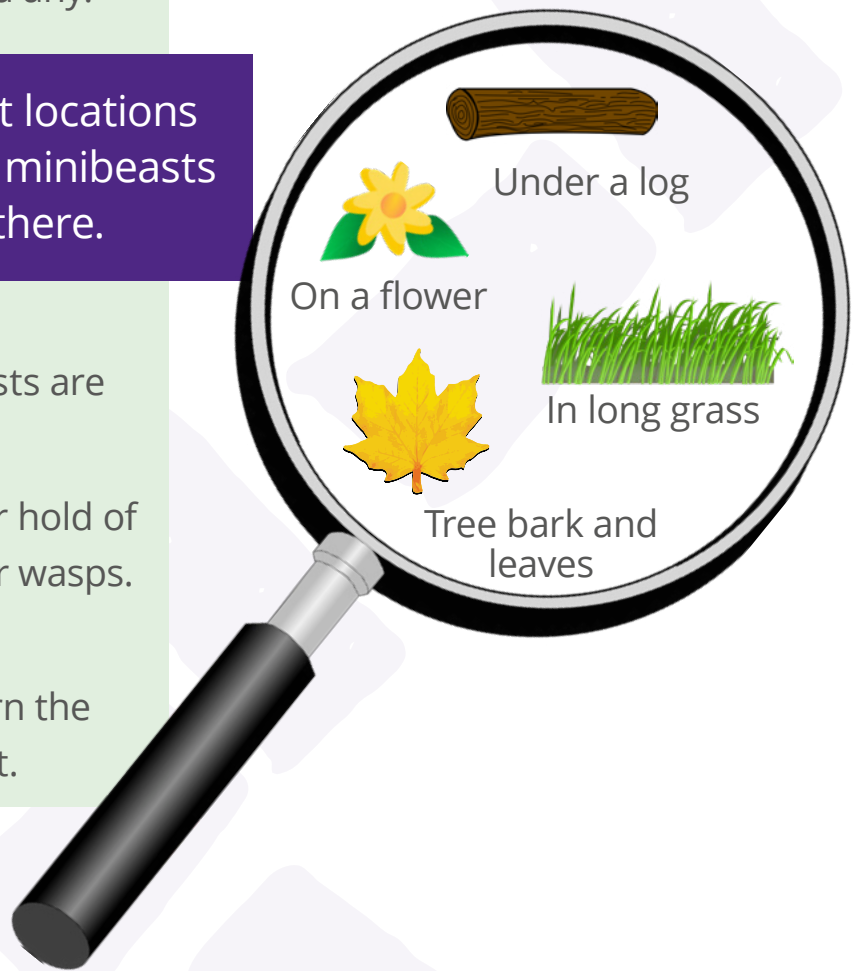 any.
t locations
minibeasts
there.
sts are
r hold of
r wasps.
rn the
t.
Under a log
On a flower
In long grass
Tree bark and
leaves